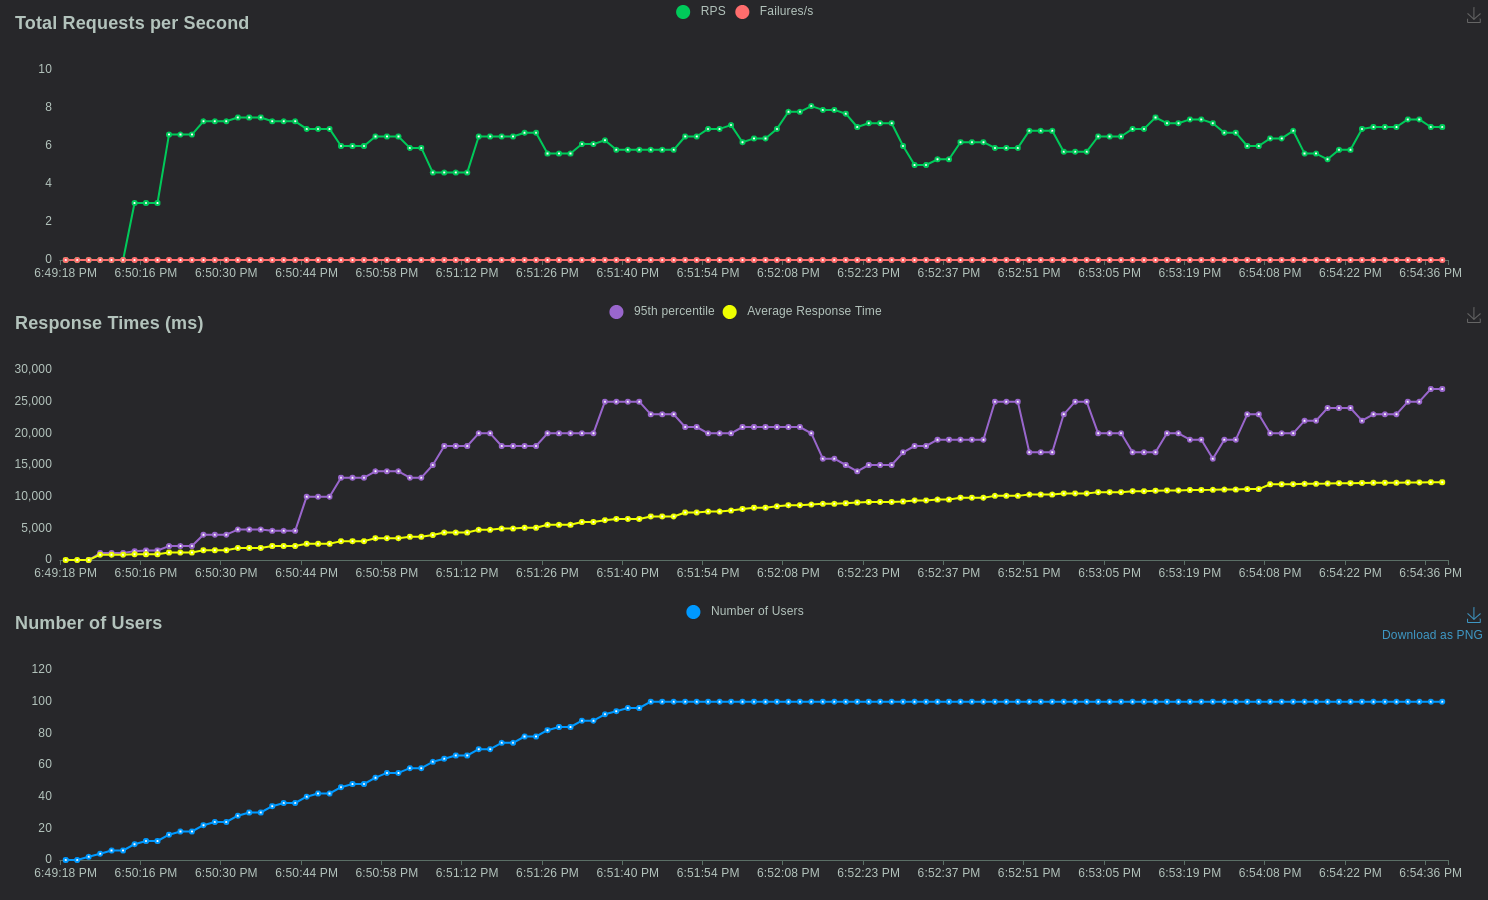 RPS Failures/s
Total Requests per Second
10
8
6
4
2
0
6:49:18 PM 6:50:16 PM 6:50:30 PM 6:50:44 PM 6:50:58 PM 6:51:12 PM 6:51:26 PM 6:51:40 PM 6:51:54 PM 6:52:08 PM 6:52:23 PM 6:52:37 PM 6:52:51 PM 6:53:05 PM 6:53:19 PM 6:54:08 PM 6:54:22 PM 6:54:36 PM
95th percentile Average Response Time
Response Times (ms)
30,000
25,000
20,000
15,000
10,000
5,000
0
6:49:18 PM 6:50:16 PM 6:50:30 PM 6:50:44 PM 6:50:58 PM 6:51:12 PM 6:51:26 PM 6:51:40 PM 6:51:54 PM 6:52:08 PM 6:52:23 PM 6:52:37 PM 6:52:51 PM 6:53:05 PM 6:53:19 PM 6:54:08 PM 6:54:22 PM 6:54:36 PM
Number of Users
Number of Users
Download as PNG
120
100
80
60
40
20
0
6:49:18 PM 6:50:16 PM 6:50:30 PM 6:50:44 PM 6:50:58 PM 6:51:12 PM 6:51:26 PM 6:51:40 PM 6:51:54 PM 6:52:08 PM 6:52:23 PM 6:52:37 PM 6:52:51 PM 6:53:05 PM 6:53:19 PM 6:54:08 PM 6:54:22 PM 6:54:36 PM